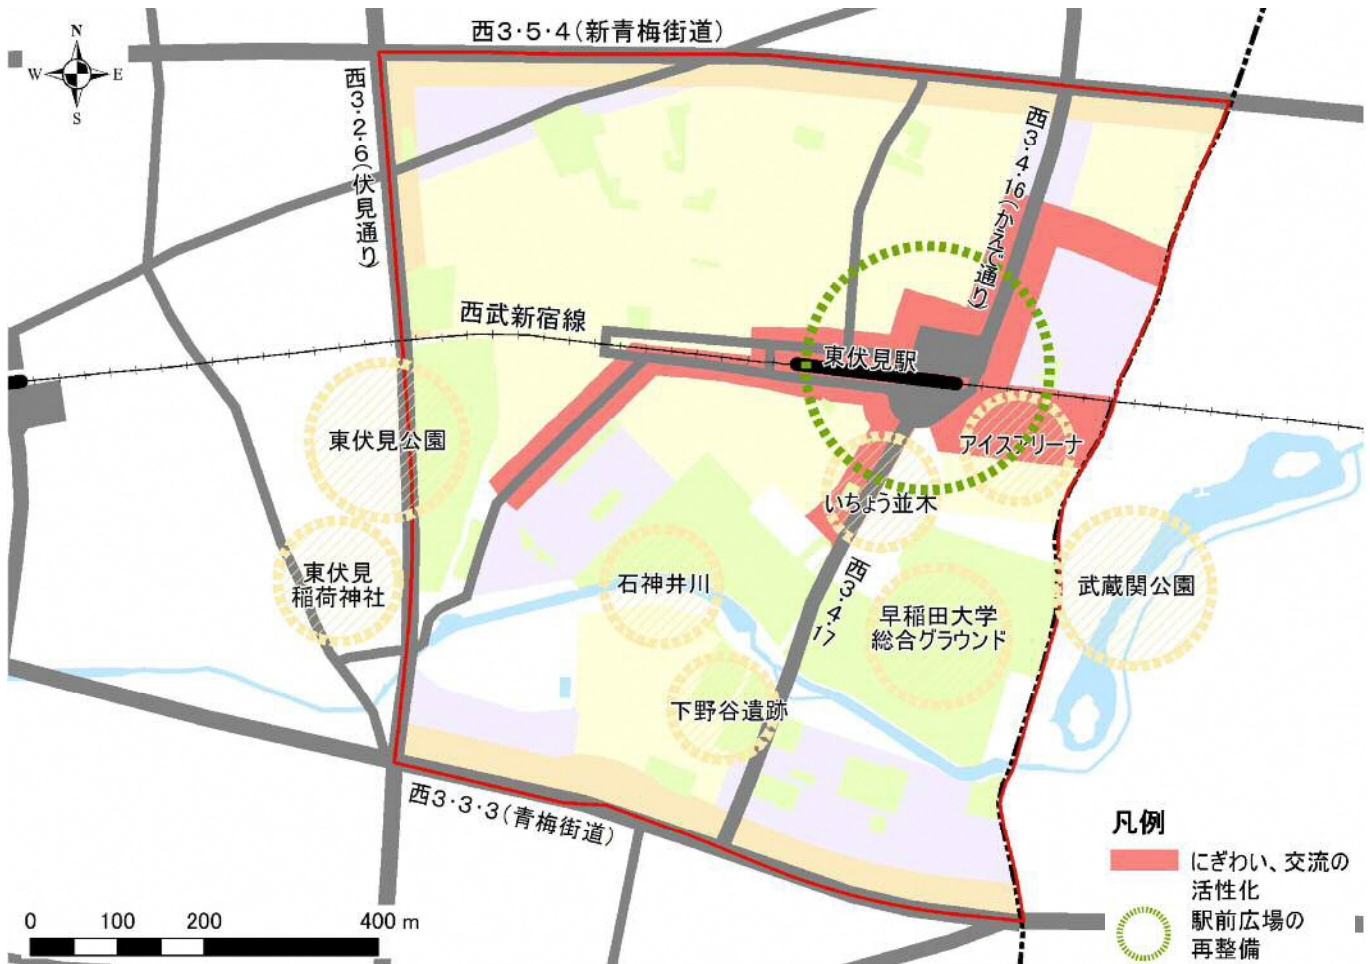 西3・5・4(新青梅街道)
N
W
E
S
西3・2・6(伏見通り)
西3・4・16(かえで通り)
西武新宿線
東伏見駅
東伏見公園
アイスアリーナ
いちょう並木
東伏見
稲荷神社
石神井川
西3・4・17
早稲田大学
総合グラウンド
武蔵関公園
下野谷遺跡
西3・3・3(青梅街道)
凡例
にぎわい、交流の
活性化
駅前広場の
再整備
0 100 200 400 m